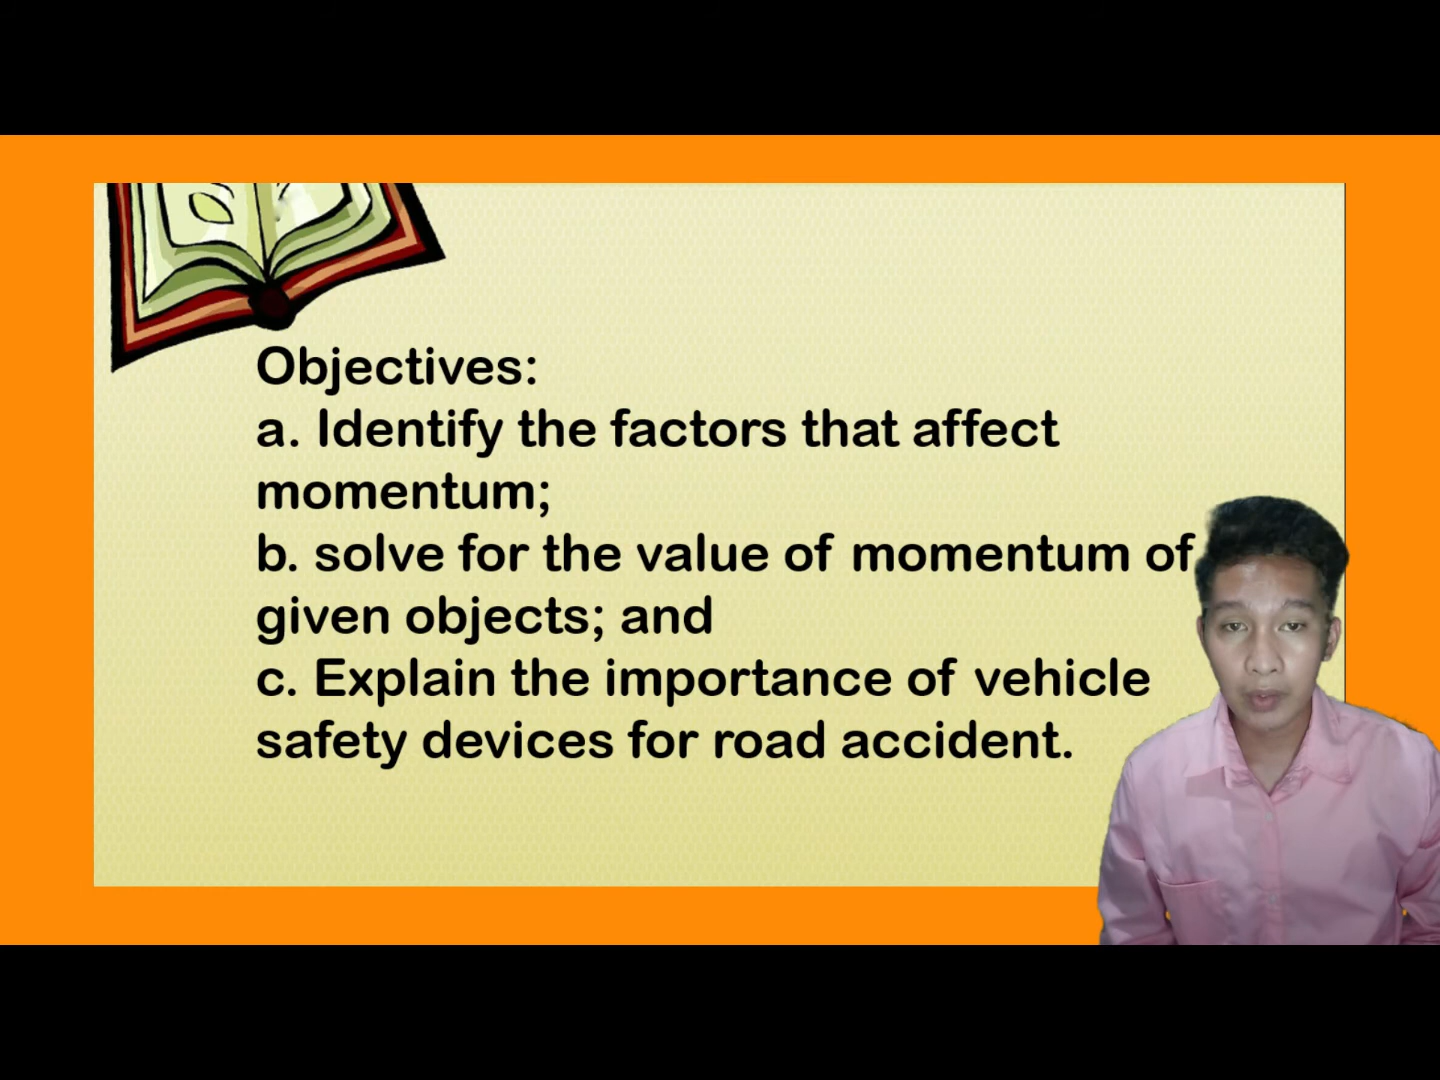 Objectives:
a. Identify the factors that affect
momentum;
b. solve for the value of momentum of
given objects; and
c. Explain the importance of vehicle
safety devices for road accident.